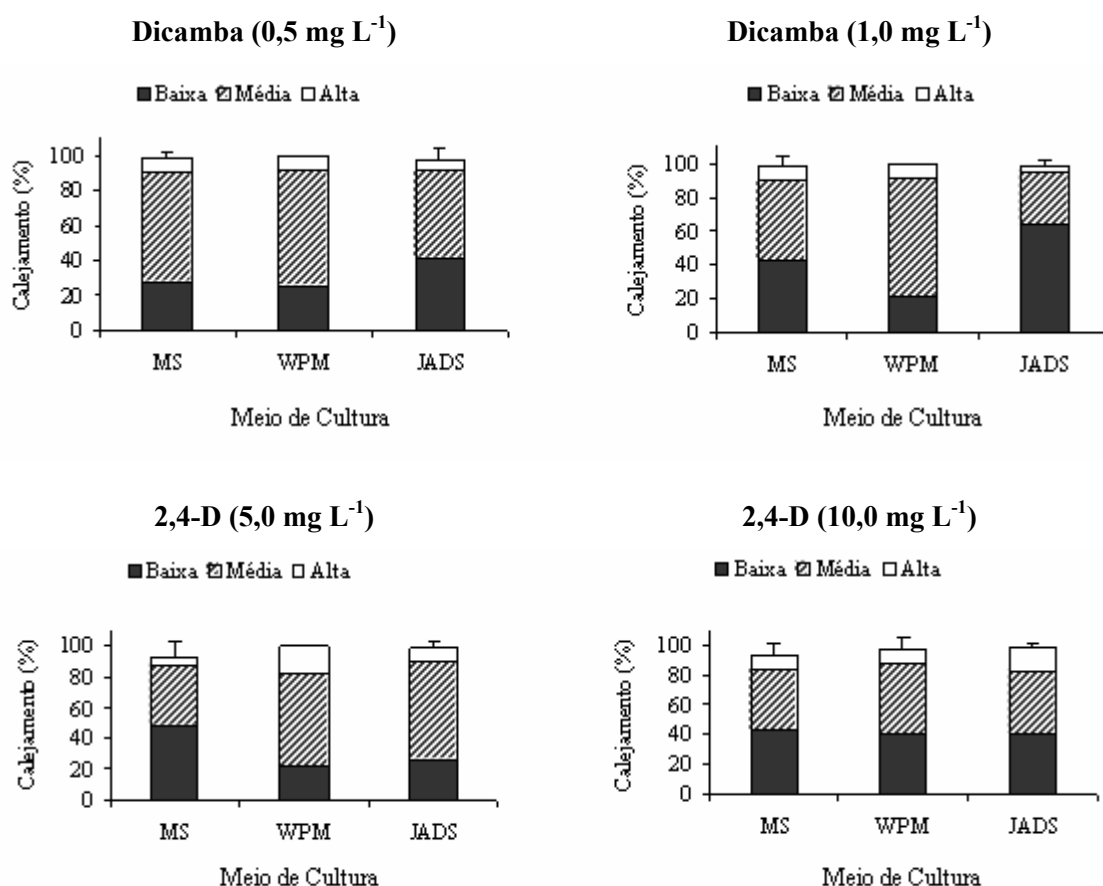 Dicamba (0,5 mg L⁻¹)
Baixa Média Alta
Calejamento (%)
100
80
60
40
20
0
MS WPM JADS
Meio de Cultura
Dicamba (1,0 mg L⁻¹)
Baixa Média Alta
Calejamento (%)
100
80
60
40
20
0
MS WPM JADS
Meio de Cultura
2,4-D (5,0 mg L⁻¹)
Baixa Média Alta
Calejamento (%)
100
80
60
40
20
0
MS WPM JADS
Meio de Cultura
2,4-D (10,0 mg L⁻¹)
Baixa Média Alta
Calejamento (%)
100
80
60
40
20
0
MS WPM JADS
Meio de Cultura